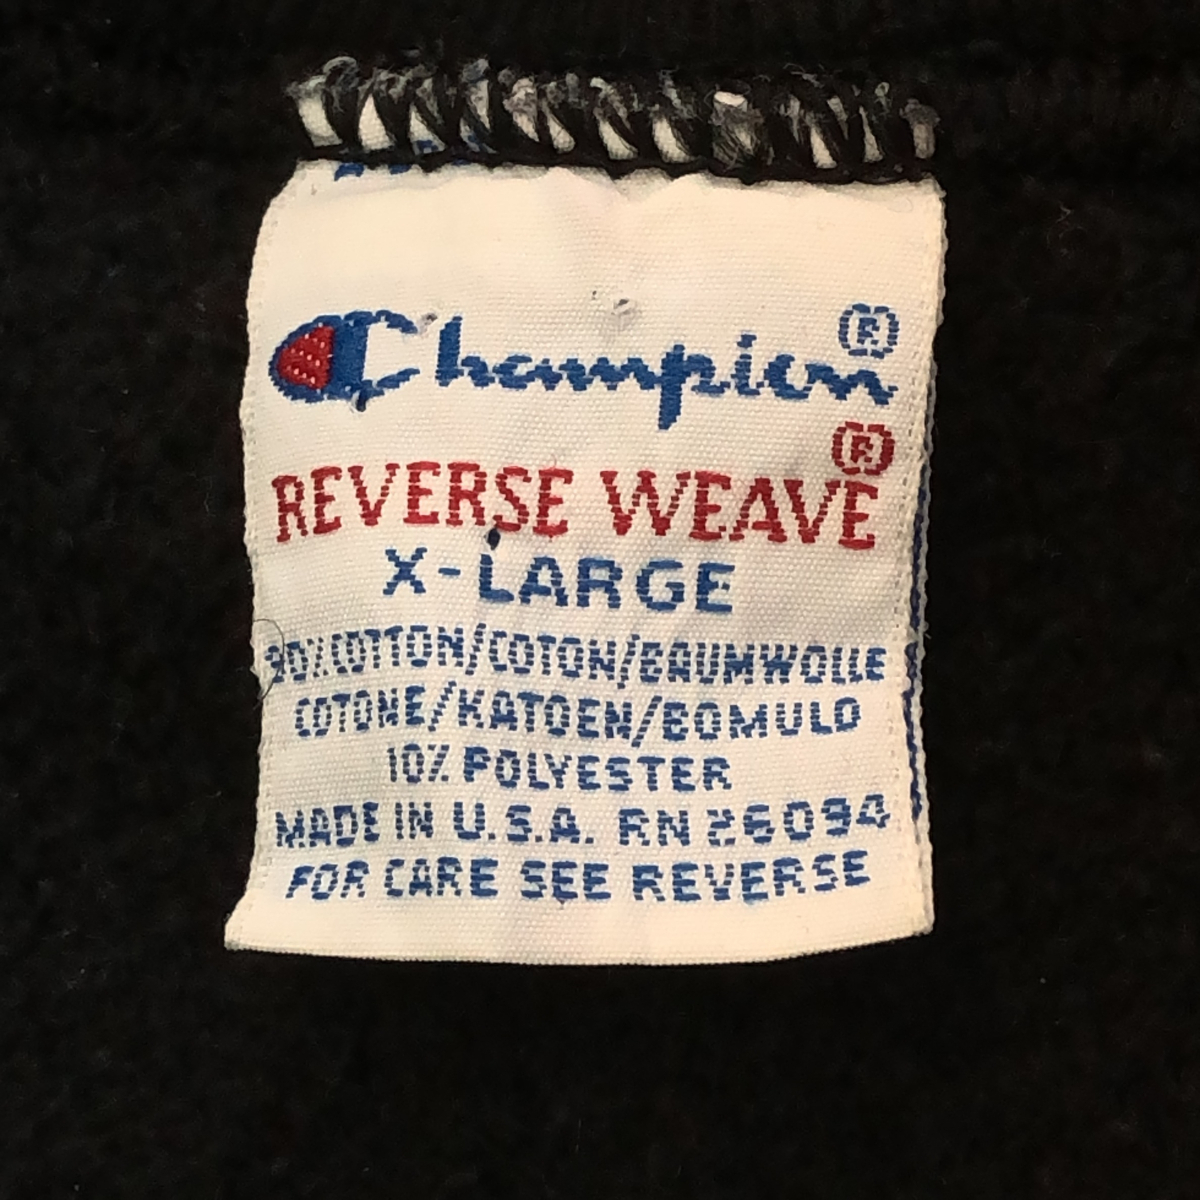 Champion®
REVERSE WEAVE®
X-LARGE
90% COTTON/COTON/BAUMWOLLE
COTONE/KATOEN/BOMULD
10% POLYESTER
MADE IN U.S.A. RN 26094
FOR CARE SEE REVERSE